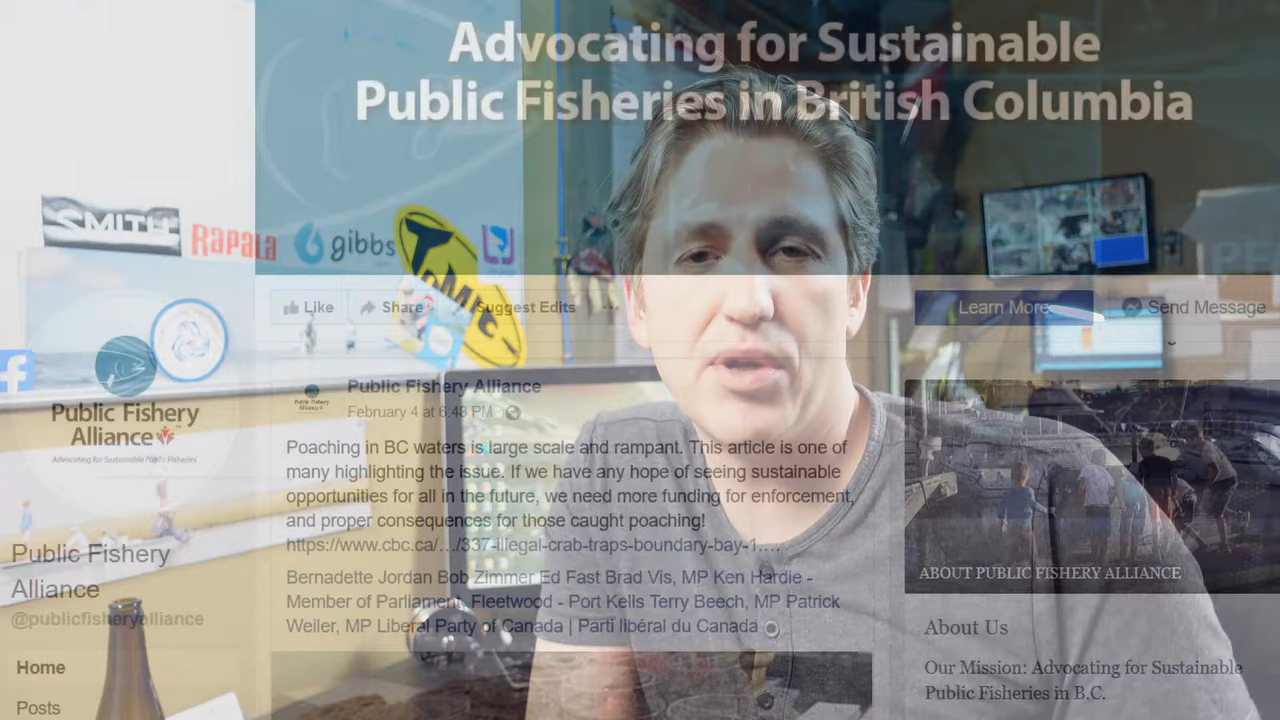 Advocating for Sustainable
Public Fisheries in British Columbia
SMITH
Rapala
gibbs
TOMIC
Like
Share
Suggest Edits
...
Learn More
Send Message
Public Fishery
Alliance
Advocating for Sustainable Public Fisheries
Public Fishery Alliance
February 4 at 6:48 PM
Poaching in BC waters is large scale and rampant. This article is one of
many highlighting the issue. If we have any hope of seeing sustainable
opportunities for all in the future, we need more funding for enforcement,
and proper consequences for those caught poaching!
https://www.cbc.ca/…/337-illegal-crab-traps-boundary-bay-1.…
Bernadette Jordan Bob Zimmer Ed Fast Brad Vis, MP Ken Hardie -
Member of Parliament, Fleetwood - Port Kells Terry Beech, MP Patrick
Weiler, MP Liberal Party of Canada | Parti libéral du Canada
Public Fishery
Alliance
@publicfisheryalliance
Home
Posts
ABOUT PUBLIC FISHERY ALLIANCE
About Us
Our Mission: Advocating for Sustainable
Public Fisheries in B.C.